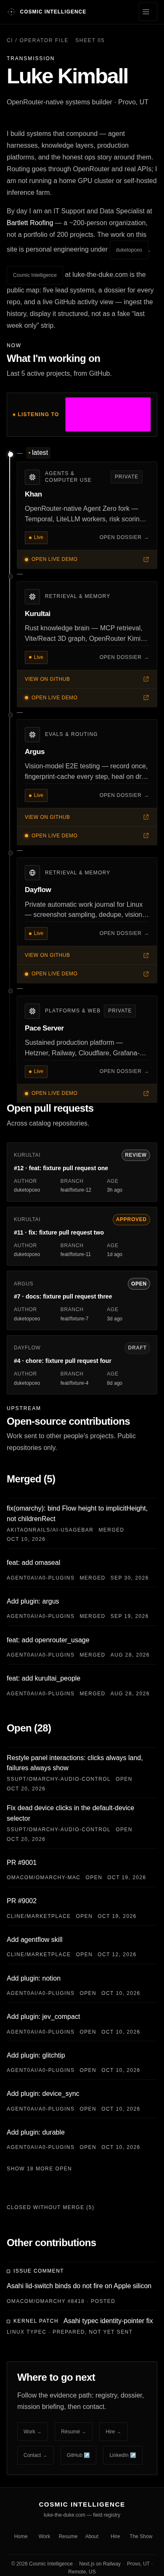 COSMIC INTELLIGENCE
CI / OPERATOR FILE SHEET 05
TRANSMISSION
Luke Kimball
OpenRouter-native systems builder · Provo, UT
I build systems that compound — agent
harnesses, knowledge layers, production
platforms, and the honest ops story around them.
Routing goes through OpenRouter and real APIs; I
am not running a home GPU cluster or self-hosted
inference farm.
By day I am an IT Support and Data Specialist at
Bartlett Roofing — a ~200-person organization,
not a portfolio of 200 projects. The work on this
site is personal engineering under duketopceo.
Cosmic Intelligence at luke-the-duke.com is the
public map: five lead systems, a dossier for every
repo, and a live GitHub activity view — ingest the
history, display it structured, not as a fake “last
week only” strip.
NOW
What I'm working on
Last 5 active projects, from GitHub.
LISTENING TO
latest
AGENTS & COMPUTER USE PRIVATE
Khan
OpenRouter-native Agent Zero fork —
Temporal, LiteLLM workers, risk scorin...
Live OPEN DOSSIER →
OPEN LIVE DEMO
RETRIEVAL & MEMORY
Kurultai
Rust knowledge brain — MCP retrieval,
Vite/React 3D graph, OpenRouter Kimi...
Live OPEN DOSSIER →
VIEW ON GITHUB
OPEN LIVE DEMO
EVALS & ROUTING
Argus
Vision-model E2E testing — record once,
fingerprint-cache every step, heal on dr...
Live OPEN DOSSIER →
VIEW ON GITHUB
OPEN LIVE DEMO
RETRIEVAL & MEMORY
Dayflow
Private automatic work journal for Linux
— screenshot sampling, dedupe, vision...
Live OPEN DOSSIER →
VIEW ON GITHUB
OPEN LIVE DEMO
PLATFORMS & WEB PRIVATE
Pace Server
Sustained production platform —
Hetzner, Railway, Cloudflare, Grafana-...
Live OPEN DOSSIER →
OPEN LIVE DEMO
Open pull requests
Across catalog repositories.
KURULTAI REVIEW
#12 · feat: fixture pull request one
AUTHOR BRANCH AGE
duketopceo feat/fixture-12 3h ago
KURULTAI APPROVED
#11 · fix: fixture pull request two
AUTHOR BRANCH AGE
duketopceo feat/fixture-11 1d ago
ARGUS OPEN
#7 · docs: fixture pull request three
AUTHOR BRANCH AGE
duketopceo feat/fixture-7 3d ago
DAYFLOW DRAFT
#4 · chore: fixture pull request four
AUTHOR BRANCH AGE
duketopceo feat/fixture-4 8d ago
UPSTREAM
Open-source contributions
Work sent to other people's projects. Public
repositories only.
Merged (5)
fix(omarchy): bind Flow height to implicitHeight,
not childrenRect
AKITAONRAILS/AI-USAGEBAR MERGED
OCT 10, 2026
feat: add omaseal
AGENT0AI/A0-PLUGINS MERGED SEP 30, 2026
Add plugin: argus
AGENT0AI/A0-PLUGINS MERGED SEP 19, 2026
feat: add openrouter_usage
AGENT0AI/A0-PLUGINS MERGED AUG 28, 2026
feat: add kurultai_people
AGENT0AI/A0-PLUGINS MERGED AUG 28, 2026
Open (28)
Restyle panel interactions: clicks always land,
failures always show
SSUPT/OMARCHY-AUDIO-CONTROL OPEN
OCT 20, 2026
Fix dead device clicks in the default-device
selector
SSUPT/OMARCHY-AUDIO-CONTROL OPEN
OCT 20, 2026
PR #9001
OMACOM/OMARCHY-MAC OPEN OCT 19, 2026
PR #9002
CLINE/MARKETPLACE OPEN OCT 19, 2026
Add agentflow skill
CLINE/MARKETPLACE OPEN OCT 12, 2026
Add plugin: notion
AGENT0AI/A0-PLUGINS OPEN OCT 10, 2026
Add plugin: jev_compact
AGENT0AI/A0-PLUGINS OPEN OCT 10, 2026
Add plugin: glitchtip
AGENT0AI/A0-PLUGINS OPEN OCT 10, 2026
Add plugin: device_sync
AGENT0AI/A0-PLUGINS OPEN OCT 10, 2026
Add plugin: durable
AGENT0AI/A0-PLUGINS OPEN OCT 10, 2026
SHOW 18 MORE OPEN
CLOSED WITHOUT MERGE (5)
Other contributions
ISSUE COMMENT
Asahi lid-switch binds do not fire on Apple silicon
OMACOM/OMARCHY #8418 · POSTED
KERNEL PATCH Asahi typec identity-pointer fix
LINUX TYPEC · PREPARED, NOT YET SENT
Where to go next
Follow the evidence path: registry, dossier,
mission briefing, then contact.
Work → Résumé → Hire →
Contact → GitHub ↗ LinkedIn ↗
COSMIC INTELLIGENCE
luke-the-duke.com — field registry
Home Work Resume About Hire The Show
© 2026 Cosmic Intelligence Next.js on Railway Provo, UT ·
Remote, US